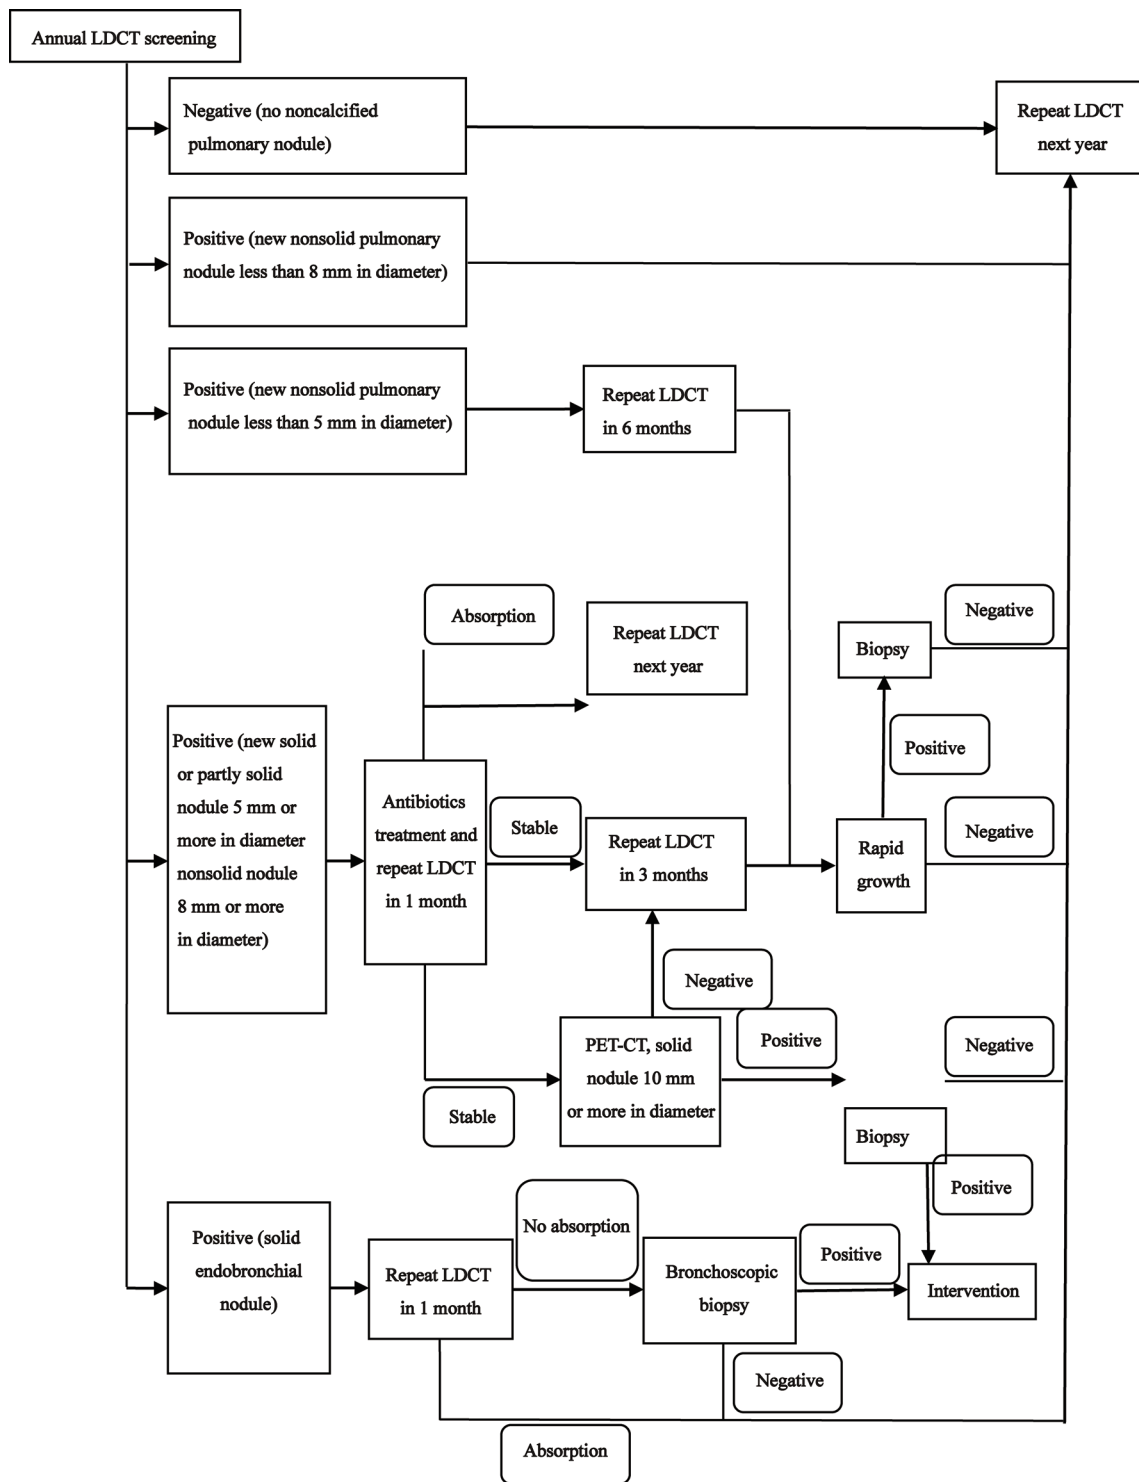 Annual LDCT screening
Negative (no noncalcified
pulmonary nodule)
Repeat LDCT
next year
Positive (new nonsolid pulmonary
nodule less than 8 mm in diameter)
Positive (new nonsolid pulmonary
nodule less than 5 mm in diameter)
Repeat LDCT
in 6 months
Absorption
Repeat LDCT
next year
Biopsy
Negative
Positive
Positive (new solid
or partly solid
nodule 5 mm or
more in diameter
nonsolid nodule
8 mm or more
in diameter)
Antibiotics
treatment and
repeat LDCT
in 1 month
Stable
Repeat LDCT
in 3 months
Rapid
growth
Negative
Negative
Positive
Stable
PET-CT, solid
nodule 10 mm
or more in diameter
Negative
Biopsy
Positive
Positive (solid
endobronchial
nodule)
Repeat LDCT
in 1 month
No absorption
Bronchoscopic
biopsy
Positive
Intervention
Negative
Absorption